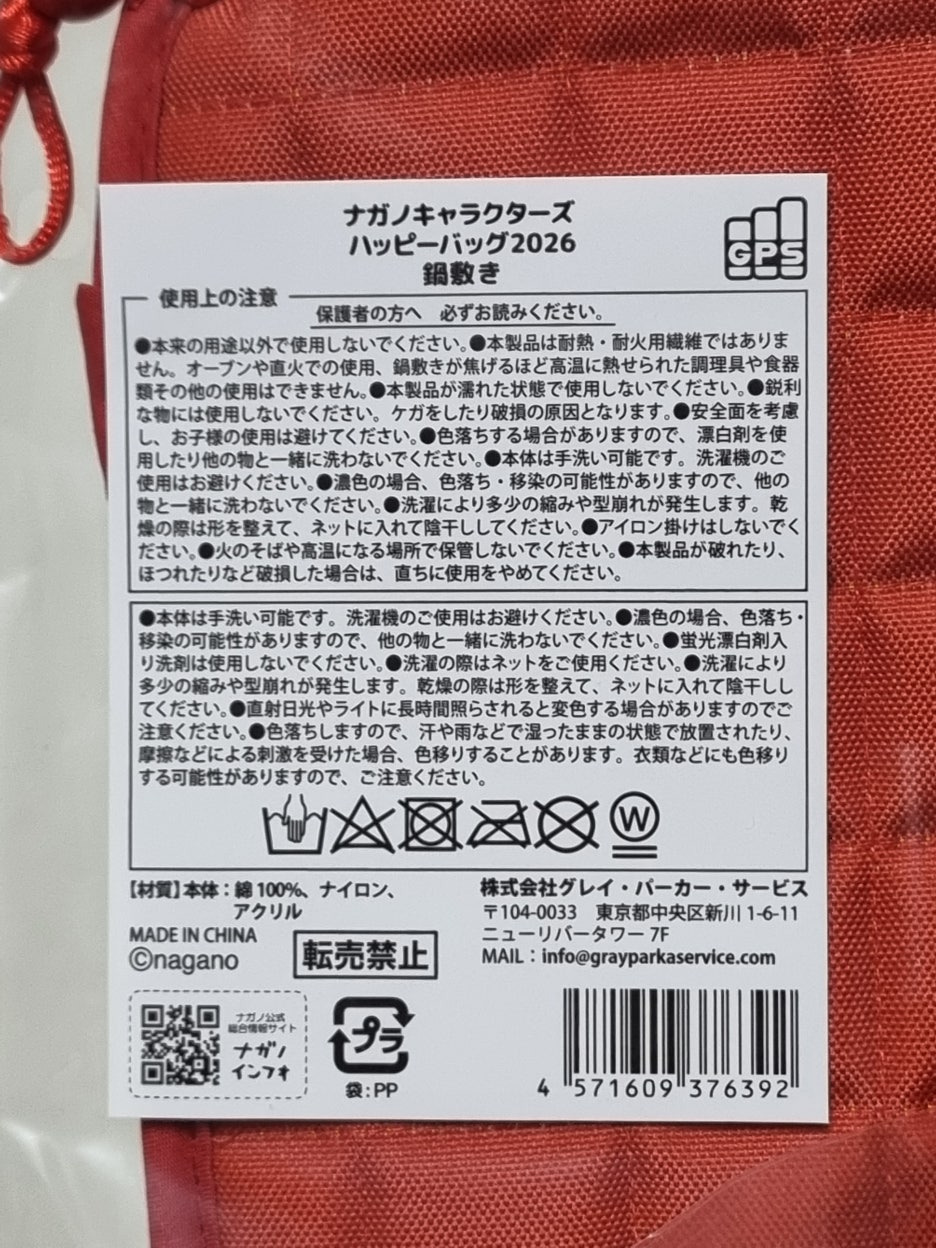 ナガノキャラクターズ
ハッピーバッグ2026
鍋敷き
GPS
使用上の注意
保護者の方へ 必ずお読みください。
●本来の用途以外で使用しないでください。●本製品は耐熱・耐火用繊維ではありま
せん。オーブンや直火での使用、鍋敷きが焦げるほど高温に熱せられた調理具や食器
類その他の使用はできません。●本製品が濡れた状態で使用しないでください。●鋭利
な物には使用しないでください。ケガをしたり破損の原因となります。●安全面を考慮
し、お子様の使用は避けてください。●色落ちする場合がありますので、漂白剤を使
用したり他の物と一緒に洗わないでください。●本体は手洗い可能です。洗濯機のご
使用はお避けください。●濃色の場合、色落ち・移染の可能性がありますので、他の
物と一緒に洗わないでください。●洗濯により多少の縮みや型崩れが発生します。乾
燥の際は形を整えて、ネットに入れて陰干ししてください。●アイロン掛けはしないでく
ださい。●火のそばや高温になる場所で保管しないでください。●本製品が破れたり、
ほつれたりなど破損した場合は、直ちに使用をやめてください。
●本体は手洗い可能です。洗濯機のご使用はお避けください。●濃色の場合、色落ち・
移染の可能性がありますので、他の物と一緒に洗わないでください。●蛍光漂白剤入
り洗剤は使用しないでください。●洗濯の際はネットをご使用ください。●洗濯により
多少の縮みや型崩れが発生します。乾燥の際は形を整えて、ネットに入れて陰干しし
てください。●直射日光やライトに長時間照らされると変色する場合がありますのでご
注意ください。●色落ちしますので、汗や雨などで湿ったままの状態で放置されたり、
摩擦などによる刺激を受けた場合、色移りすることがあります。衣類などにも色移り
する可能性がありますので、ご注意ください。
W
【材質】本体：綿100%、ナイロン、
アクリル
MADE IN CHINA
©nagano
転売禁止
株式会社グレイ・パーカー・サービス
〒104-0033 東京都中央区新川1-6-11
ニューリバータワー 7F
MAIL：info@grayparkaservice.com
ナガノ公式
総合情報サイト
ナガノ
インフォ
プラ
袋：PP
4 571609 376392